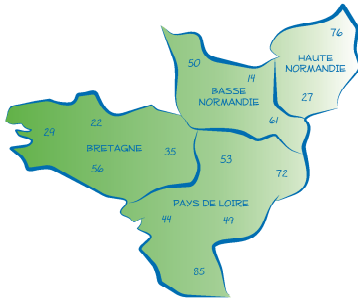 76
50
HAUTE
NORMANDIE
14
BASSE
NORMANDIE
27
22
61
29
BRETAGNE
35
53
56
72
PAYS DE LOIRE
44
49
85